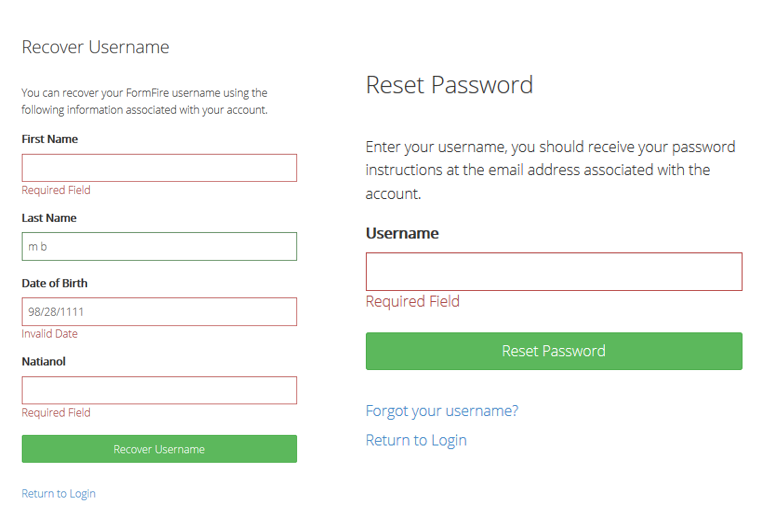 Recover Username
You can recover your FormFire username using the
following information associated with your account.
First Name
Required Field
Last Name
m b
Date of Birth
98/28/1111
Invalid Date
Natianol
Required Field
Recover Username
Return to Login
Reset Password
Enter your username, you should receive your password
instructions at the email address associated with the
account.
Username
Required Field
Reset Password
Forgot your username?
Return to Login